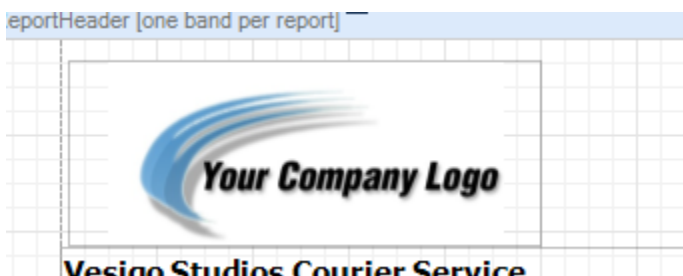 eportHeader [one band per report]
Your Company Logo
Vesigo Studios Courier Service